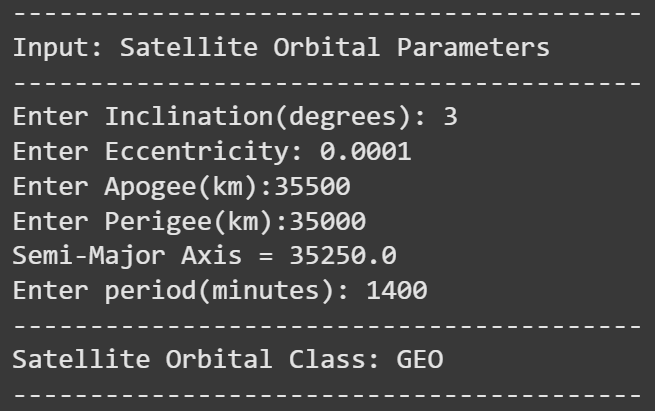 -----------------------------------------
Input: Satellite Orbital Parameters
-----------------------------------------
Enter Inclination(degrees): 3
Enter Eccentricity: 0.0001
Enter Apogee(km):35500
Enter Perigee(km):35000
Semi-Major Axis = 35250.0
Enter period(minutes): 1400
-----------------------------------------
Satellite Orbital Class: GEO
-----------------------------------------